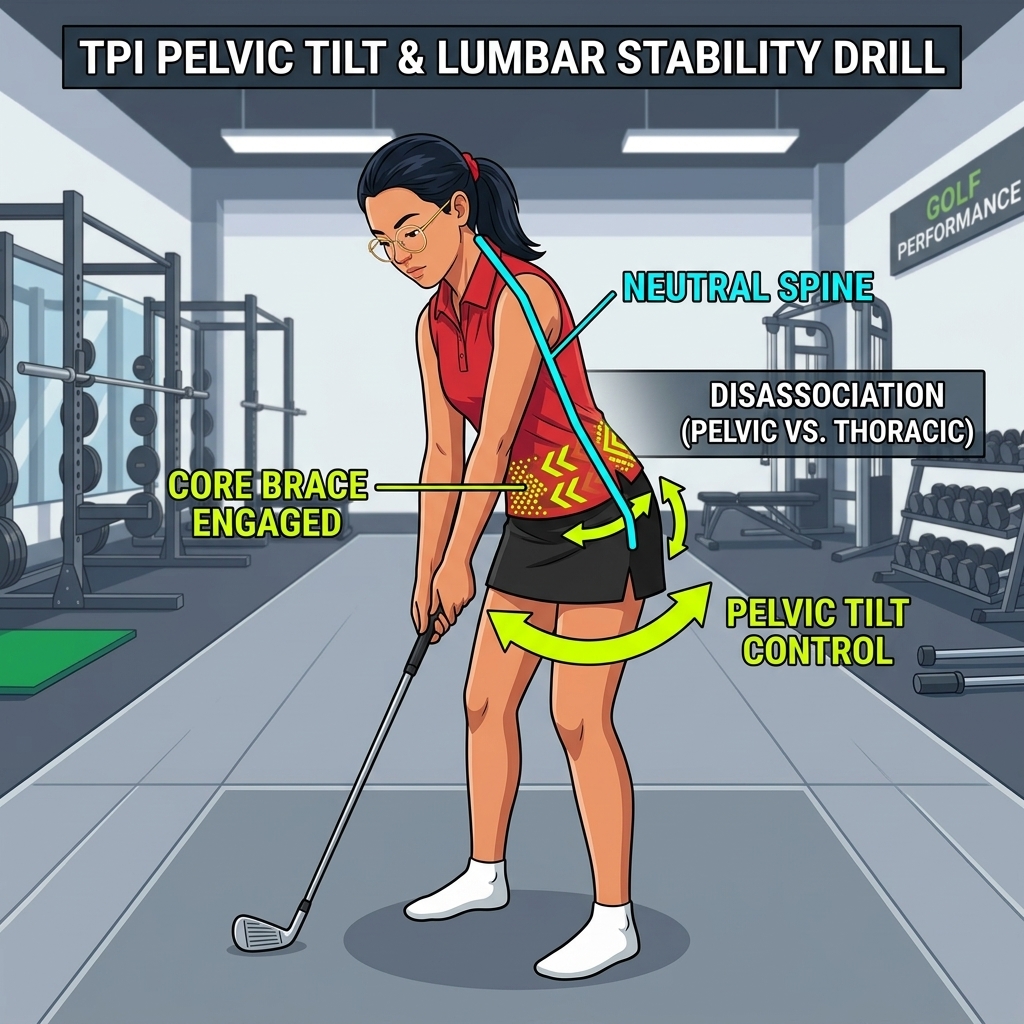 TPI PELVIC TILT & LUMBAR STABILITY DRILL
GOLF
PERFORMANCE
NEUTRAL SPINE
DISASSOCIATION
(PELVIC VS. THORACIC)
CORE BRACE
ENGAGED
PELVIC TILT
CONTROL